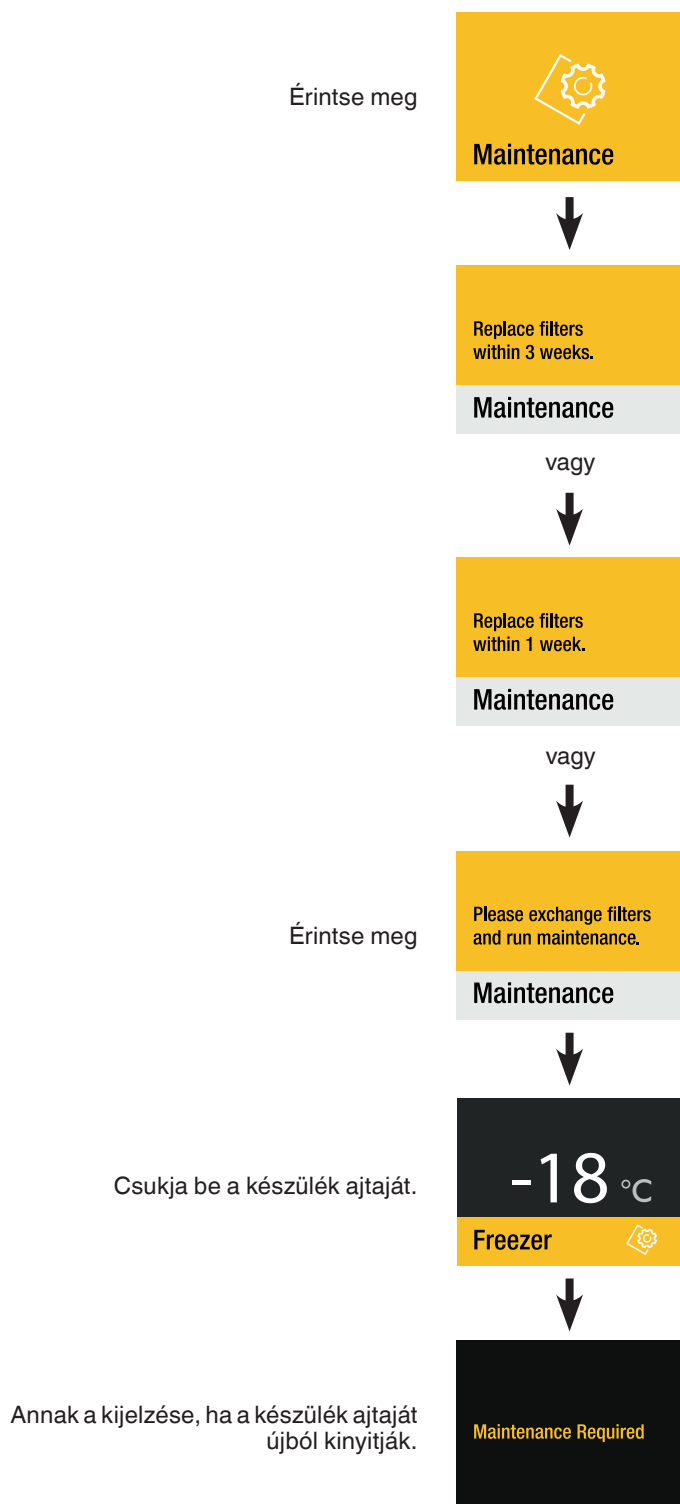 Érintse meg
Maintenance
Replace filters
within 3 weeks.
Maintenance
vagy
Replace filters
within 1 week.
Maintenance
vagy
Érintse meg
Please exchange filters
and run maintenance.
Maintenance
Csukja be a készülék ajtaját.
-18 °C
Freezer
Annak a kijelzése, ha a készülék ajtaját
újból kinyitják.
Maintenance Required